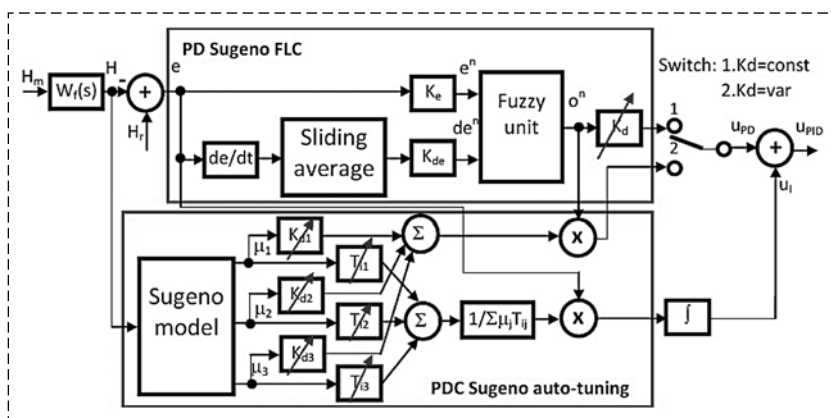 PD Sugeno FLC
H_m
W_f(s)
H
-
+
H_r
e
K_e
e^n
de/dt
Sliding average
K_de
de^n
Fuzzy unit
o^n
K_d
Switch: 1.Kd=const
2.Kd=var
1
2
u_PD
+
u_PID
u_I
Sugeno model
μ_1
K_d1
T_i1
μ_2
K_d2
T_i2
μ_3
K_d3
T_i3
Σ
Σ
1/Σμ_jT_ij
X
X
∫
PDC Sugeno auto-tuning